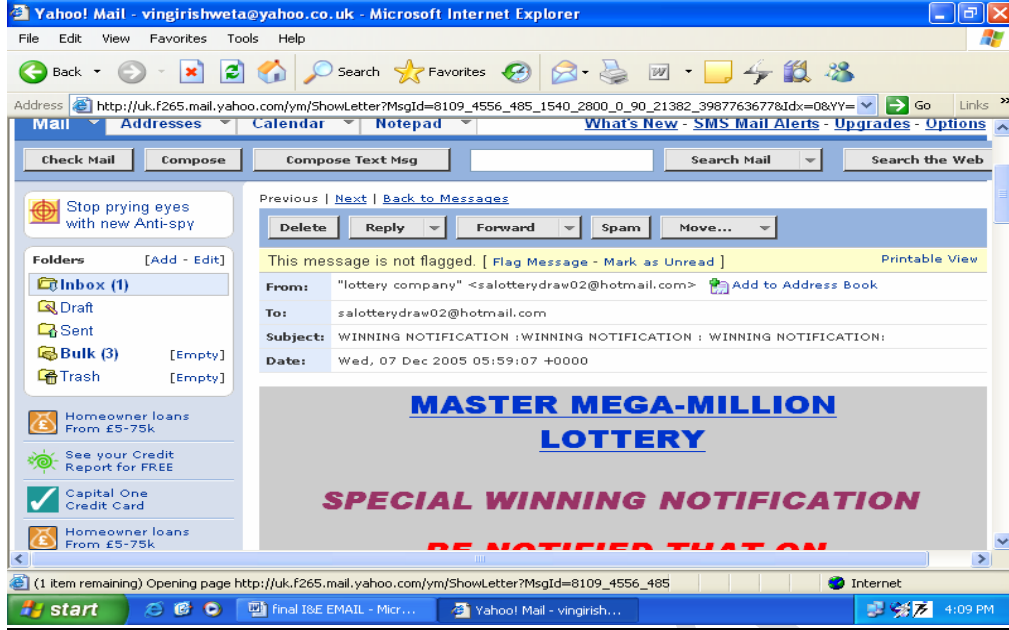 Yahoo! Mail - vingirishweta@yahoo.co.uk - Microsoft Internet Explorer
File Edit View Favorites Tools Help
Back Search Favorites
Address http://uk.f265.mail.yahoo.com/ym/ShowLetter?MsgId=8109_4556_485_1540_2800_0_90_21382_3987763677&Idx=0&YY= Go Links »
Mail Addresses Calendar Notepad What's New - SMS Mail Alerts - Upgrades - Options
Check Mail Compose Compose Text Msg Search Mail Search the Web
Stop prying eyes
with new Anti-spy
Folders [Add - Edit]
Inbox (1)
Draft
Sent
Bulk (3) [Empty]
Trash [Empty]
Homeowner loans
From £5-75k
See your Credit
Report for FREE
Capital One
Credit Card
Homeowner loans
From £5-75k
Previous | Next | Back to Messages
Delete Reply Forward Spam Move...
This message is not flagged. [ Flag Message - Mark as Unread ] Printable View
From: "lottery company" <salotterydraw02@hotmail.com> Add to Address Book
To: salotterydraw02@hotmail.com
Subject: WINNING NOTIFICATION :WINNING NOTIFICATION : WINNING NOTIFICATION:
Date: Wed, 07 Dec 2005 05:59:07 +0000
MASTER MEGA-MILLION
LOTTERY
SPECIAL WINNING NOTIFICATION
BE NOTIFIED THAT ON
(1 item remaining) Opening page http://uk.f265.mail.yahoo.com/ym/ShowLetter?MsgId=8109_4556_485 Internet
start final I&E EMAIL - Micr... Yahoo! Mail - vingirish... 4:09 PM